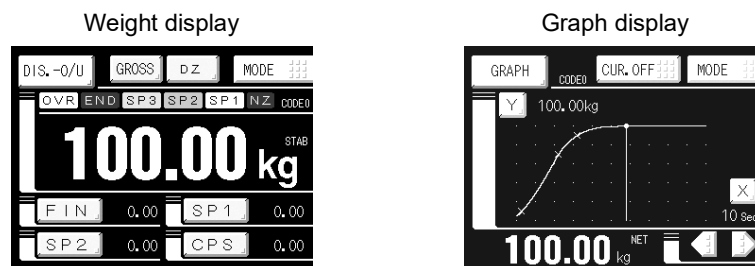 Weight display
DIS.-O/U GROSS DZ MODE
OVR END SP3 SP2 SP1 NZ CODE0
STAB
100.00 kg
FIN 0.00 SP1 0.00
SP2 0.00 CPS 0.00
Graph display
GRAPH CODE0 CUR.OFF MODE
Y 100.00kg
X
10 Sec
100.00 kg NET